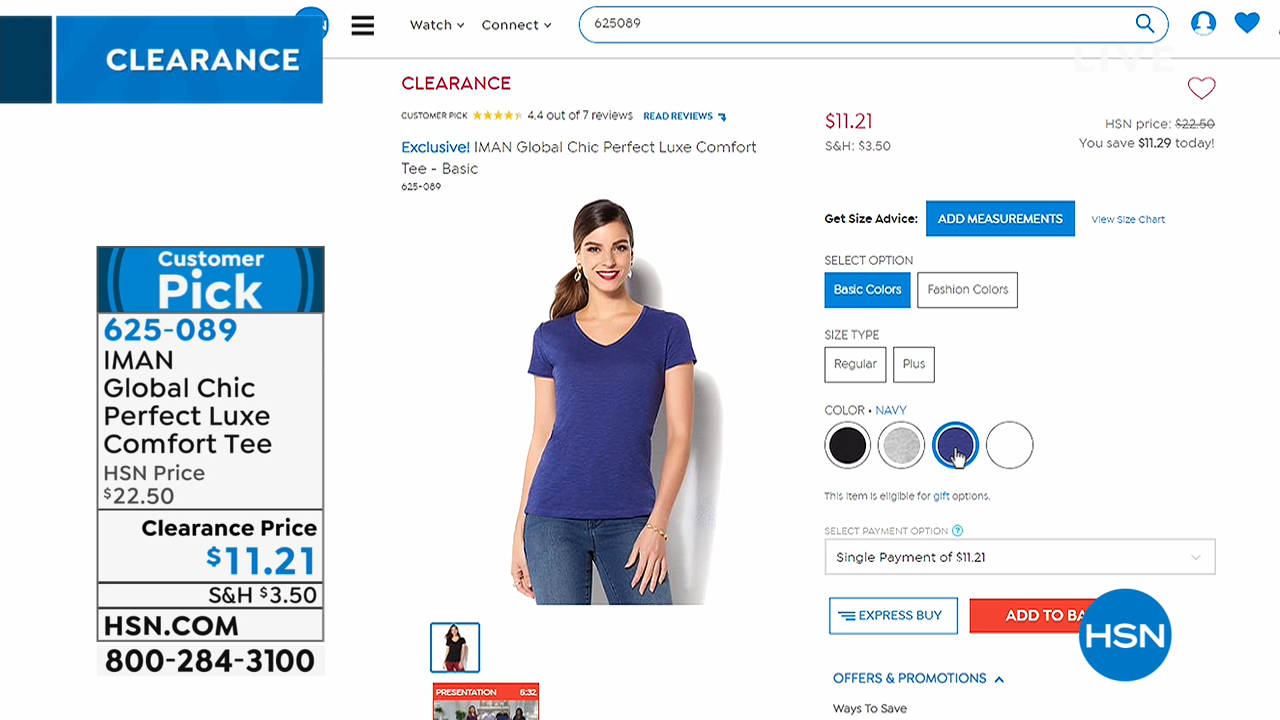 CLEARANCE
Watch
Connect
625089
LIVE
CLEARANCE
CUSTOMER PICK
4.4 out of 7 reviews
READ REVIEWS
Exclusive! IMAN Global Chic Perfect Luxe Comfort
Tee - Basic
625-089
$11.21
S&H: $3.50
HSN price: $22.50
You save $11.29 today!
Get Size Advice:
ADD MEASUREMENTS
View Size Chart
SELECT OPTION
Basic Colors
Fashion Colors
SIZE TYPE
Regular
Plus
COLOR • NAVY
This item is eligible for gift options.
SELECT PAYMENT OPTION ?
Single Payment of $11.21
EXPRESS BUY
ADD TO BA
HSN
OFFERS & PROMOTIONS
Ways To Save
PRESENTATION 6:32
Customer
Pick
625-089
IMAN
Global Chic
Perfect Luxe
Comfort Tee
HSN Price
$22.50
Clearance Price
$11.21
S&H $3.50
HSN.COM
800-284-3100